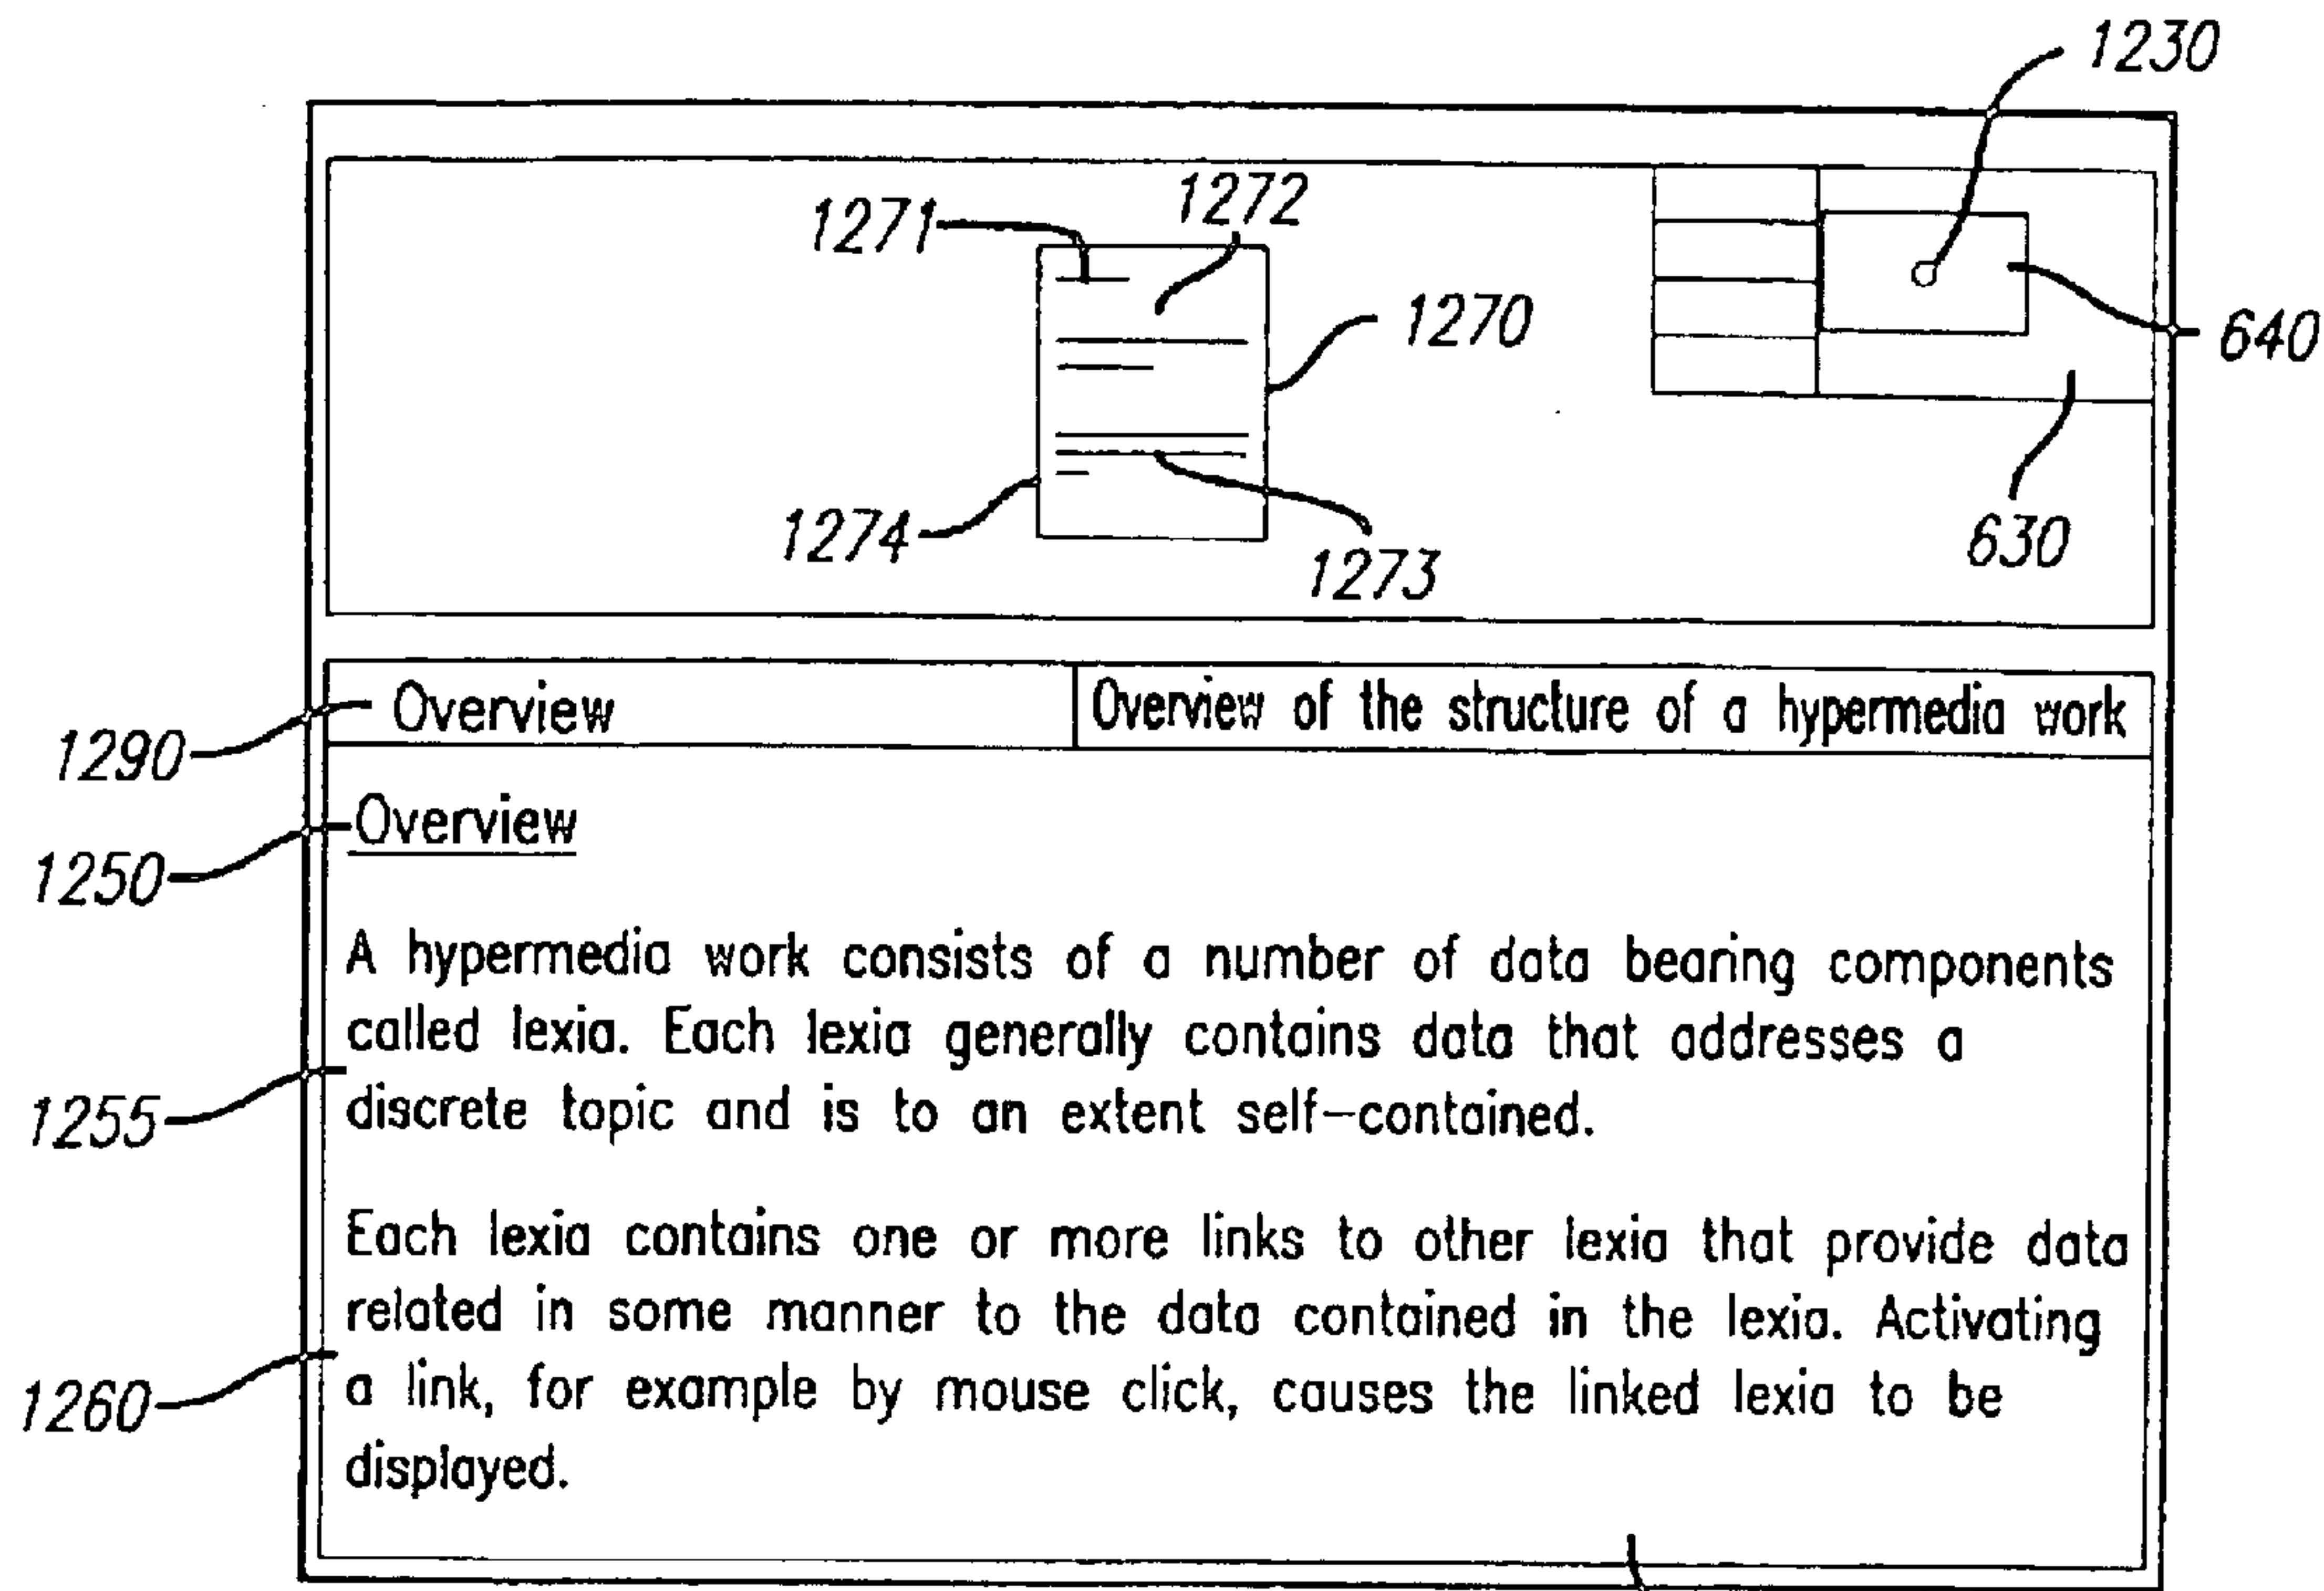 1230
1272
1271
1270
640
1274
630
1273
Overview
Overview of the structure of a hypermedia work
1290
Overview
1250
A hypermedia work consists of a number of data bearing components
called lexia. Each lexia generally contains data that addresses a
discrete topic and is to an extent self-contained.
1255
Each lexia contains one or more links to other lexia that provide data
related in some manner to the data contained in the lexia. Activating
a link, for example by mouse click, causes the linked lexia to be
displayed.
1260